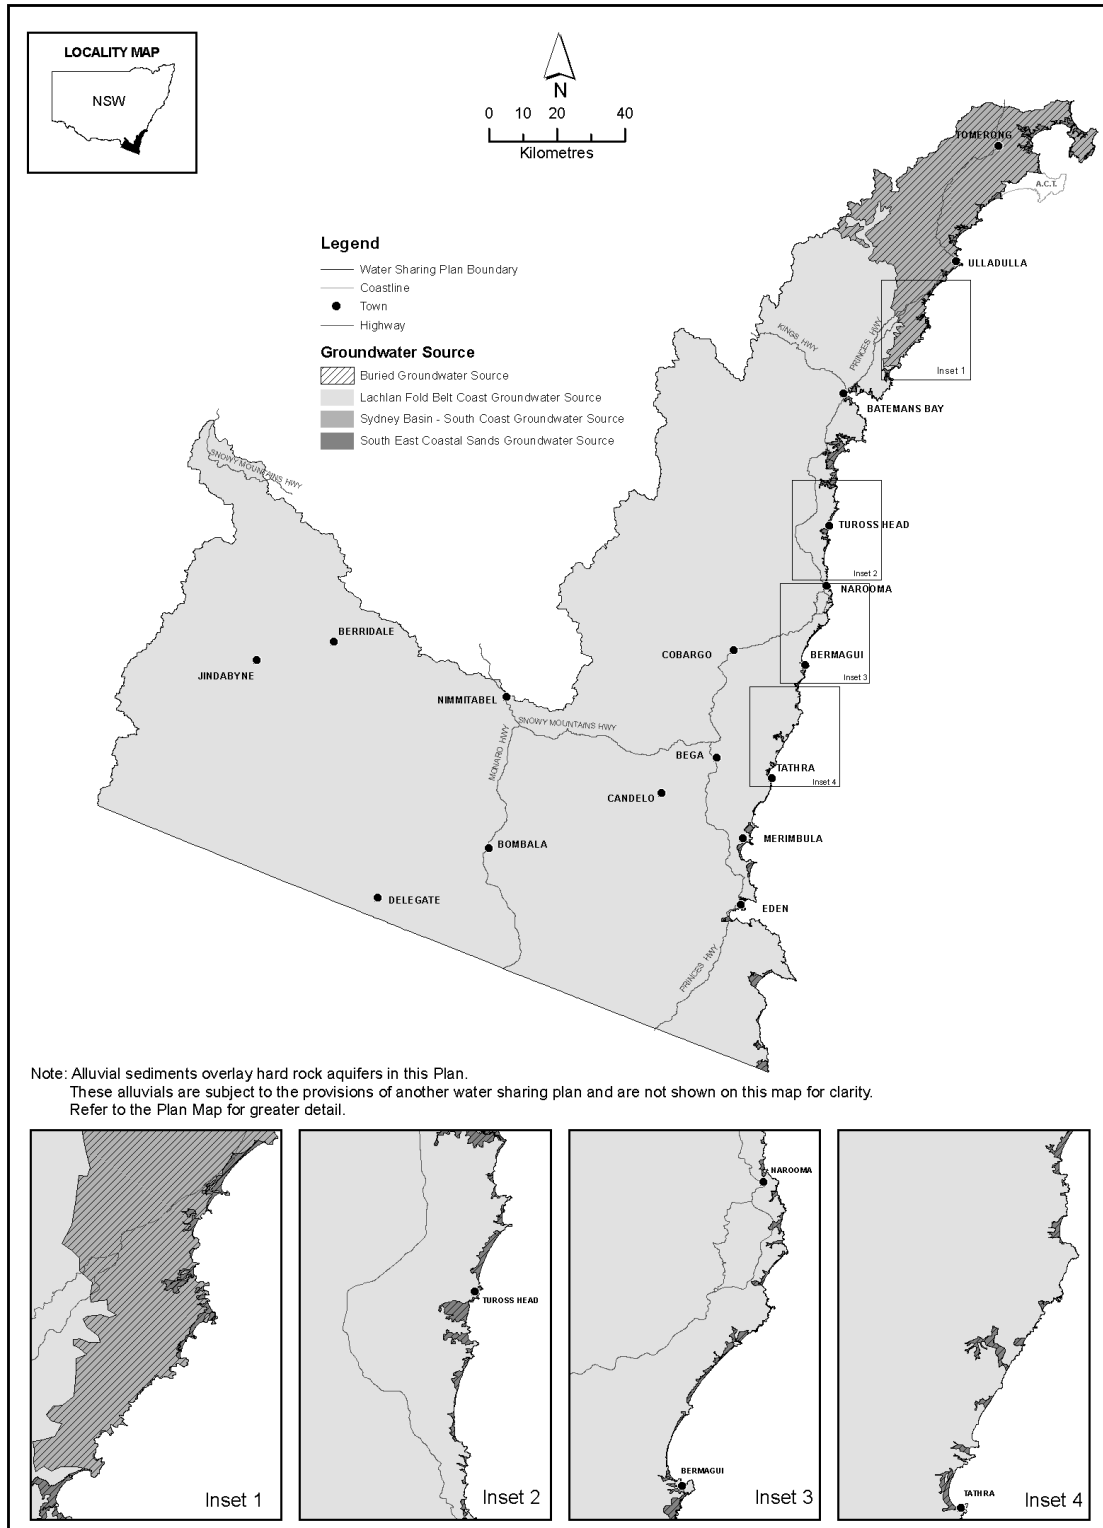 LOCALITY MAP
NSW
N
0 10 20 40
Kilometres
TOMERONG
A.C.T.
Legend
Water Sharing Plan Boundary
Coastline
Town
Highway
Groundwater Source
Buried Groundwater Source
Lachlan Fold Belt Coast Groundwater Source
Sydney Basin - South Coast Groundwater Source
South East Coastal Sands Groundwater Source
ULLADULLA
KINGS HWY
PRINCES HWY
Inset 1
BATEMANS BAY
SNOWY MOUNTAINS HWY
TUROSS HEAD
Inset 2
NAROOMA
BERRIDALE
COBARGO
BERMAGUI
JINDABYNE
Inset 3
NIMMITABEL
SNOWY MOUNTAINS HWY
MONARO HWY
BEGA
TATHRA
Inset 4
CANDELO
MERIMBULA
BOMBALA
DELEGATE
EDEN
PRINCES HWY
Note: Alluvial sediments overlay hard rock aquifers in this Plan.
These alluvials are subject to the provisions of another water sharing plan and are not shown on this map for clarity.
Refer to the Plan Map for greater detail.
Inset 1
TUROSS HEAD
Inset 2
NAROOMA
BERMAGUI
Inset 3
TATHRA
Inset 4